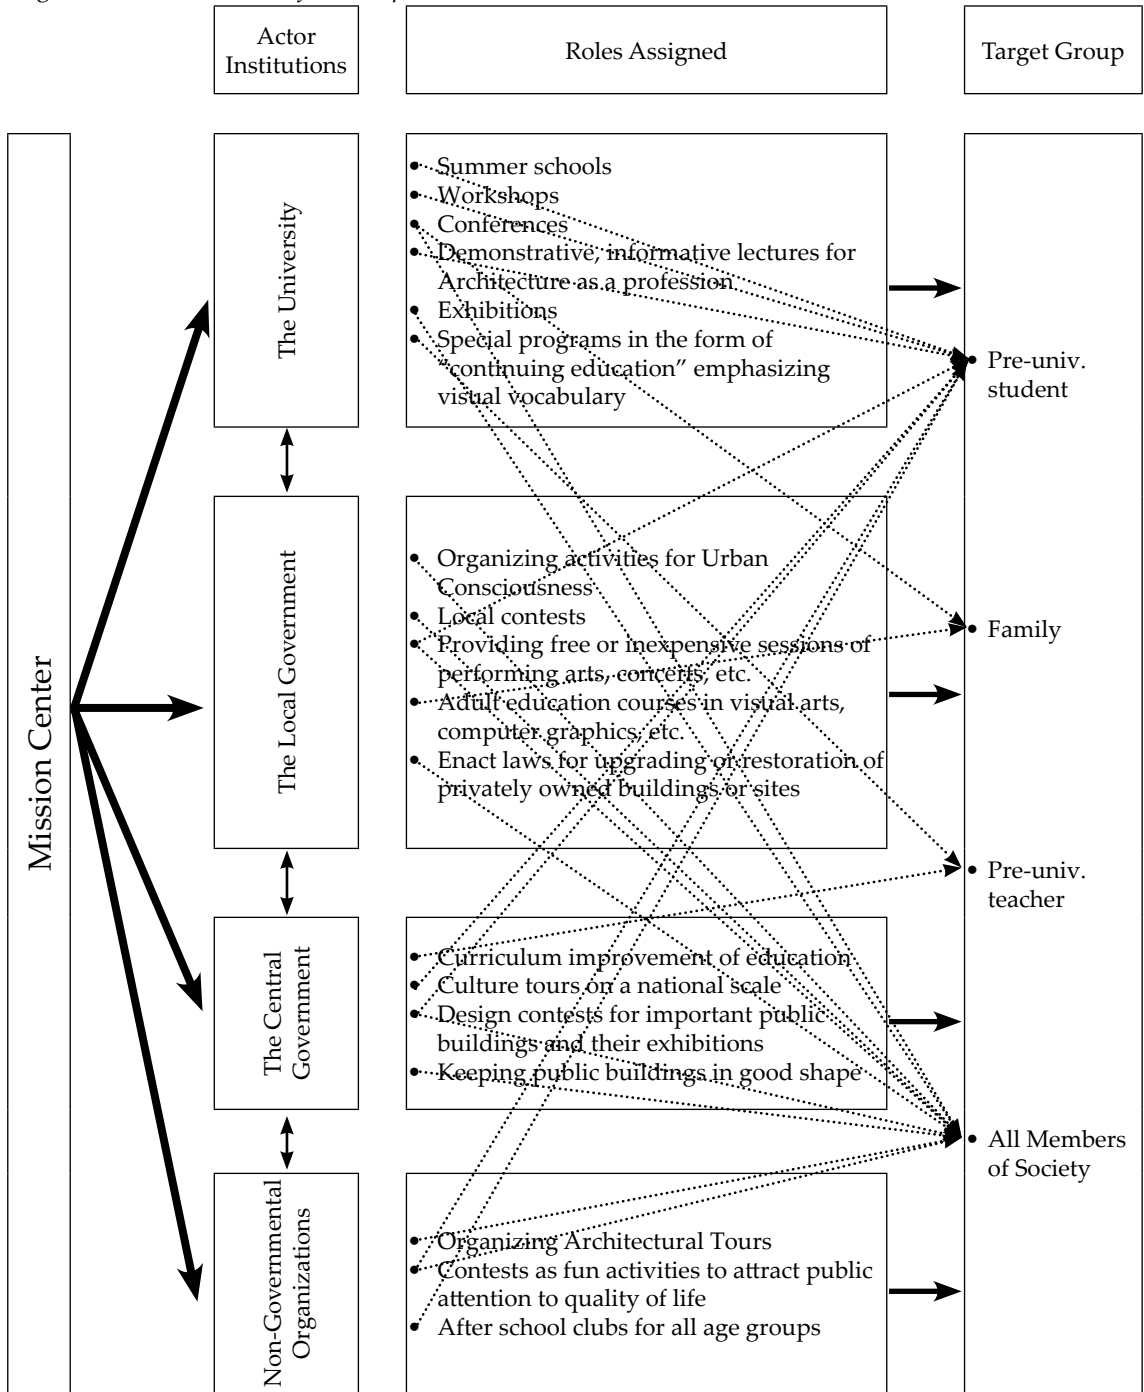 Actor
Institutions
Roles Assigned
Target Group
Mission Center
The University
• Summer schools
• Workshops
• Conferences
• Demonstrative, informative lectures for
Architecture as a profession
• Exhibitions
• Special programs in the form of
“continuing education” emphasizing
visual vocabulary
The Local Government
• Organizing activities for Urban
Consciousness
• Local contests
• Providing free or inexpensive sessions of
performing arts, concerts, etc.
• Adult education courses in visual arts,
computer graphics, etc.
• Enact laws for upgrading or restoration of
privately owned buildings or sites
The Central
Government
• Curriculum improvement of education
• Culture tours on a national scale
• Design contests for important public
buildings and their exhibitions
• Keeping public buildings in good shape
Non-Governmental
Organizations
• Organizing Architectural Tours
• Contests as fun activities to attract public
attention to quality of life
• After school clubs for all age groups
• Pre-univ.
student
• Family
• Pre-univ.
teacher
• All Members
of Society